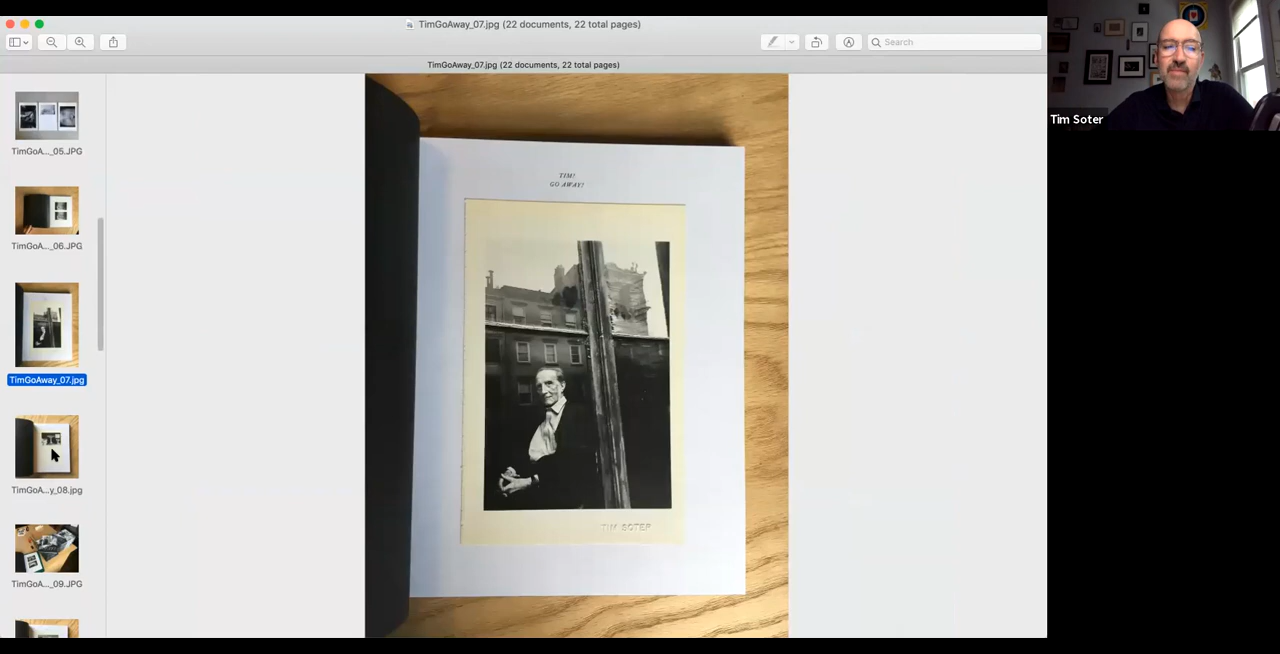 TimGoAway_07.jpg (22 documents, 22 total pages)
Search
TimGoAway_07.jpg (22 documents, 22 total pages)
TimGoA..._05.JPG
TimGoA..._06.JPG
TimGoAway_07.jpg
TimGoA...y_08.jpg
TimGoA..._09.JPG
TIM!
GO AWAY!
TIM SOTER
Tim Soter